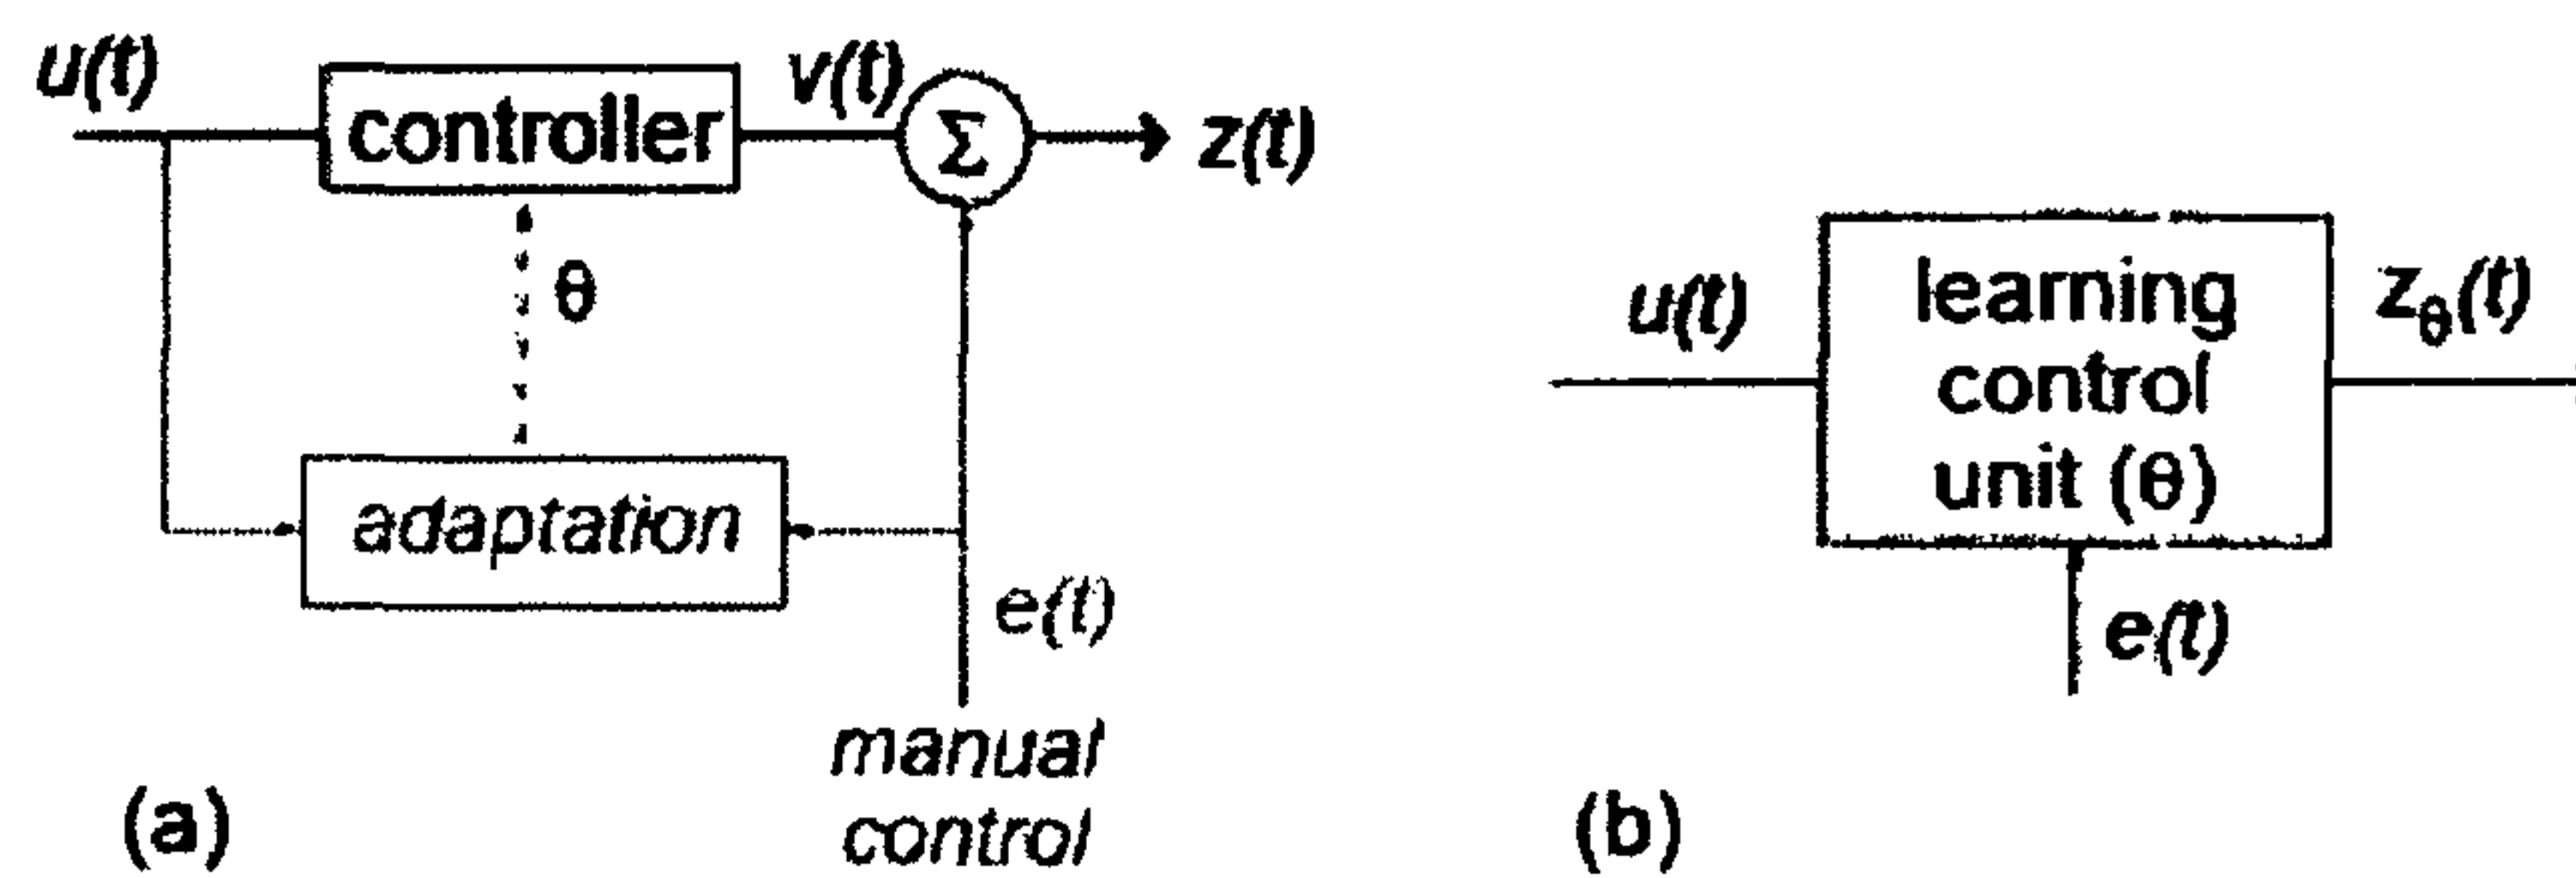 u(t)
controller
v(t)
Σ
z(t)
θ
adaptation
e(t)
manual
control
(a)
u(t)
learning
control
unit (θ)
zθ(t)
e(t)
(b)